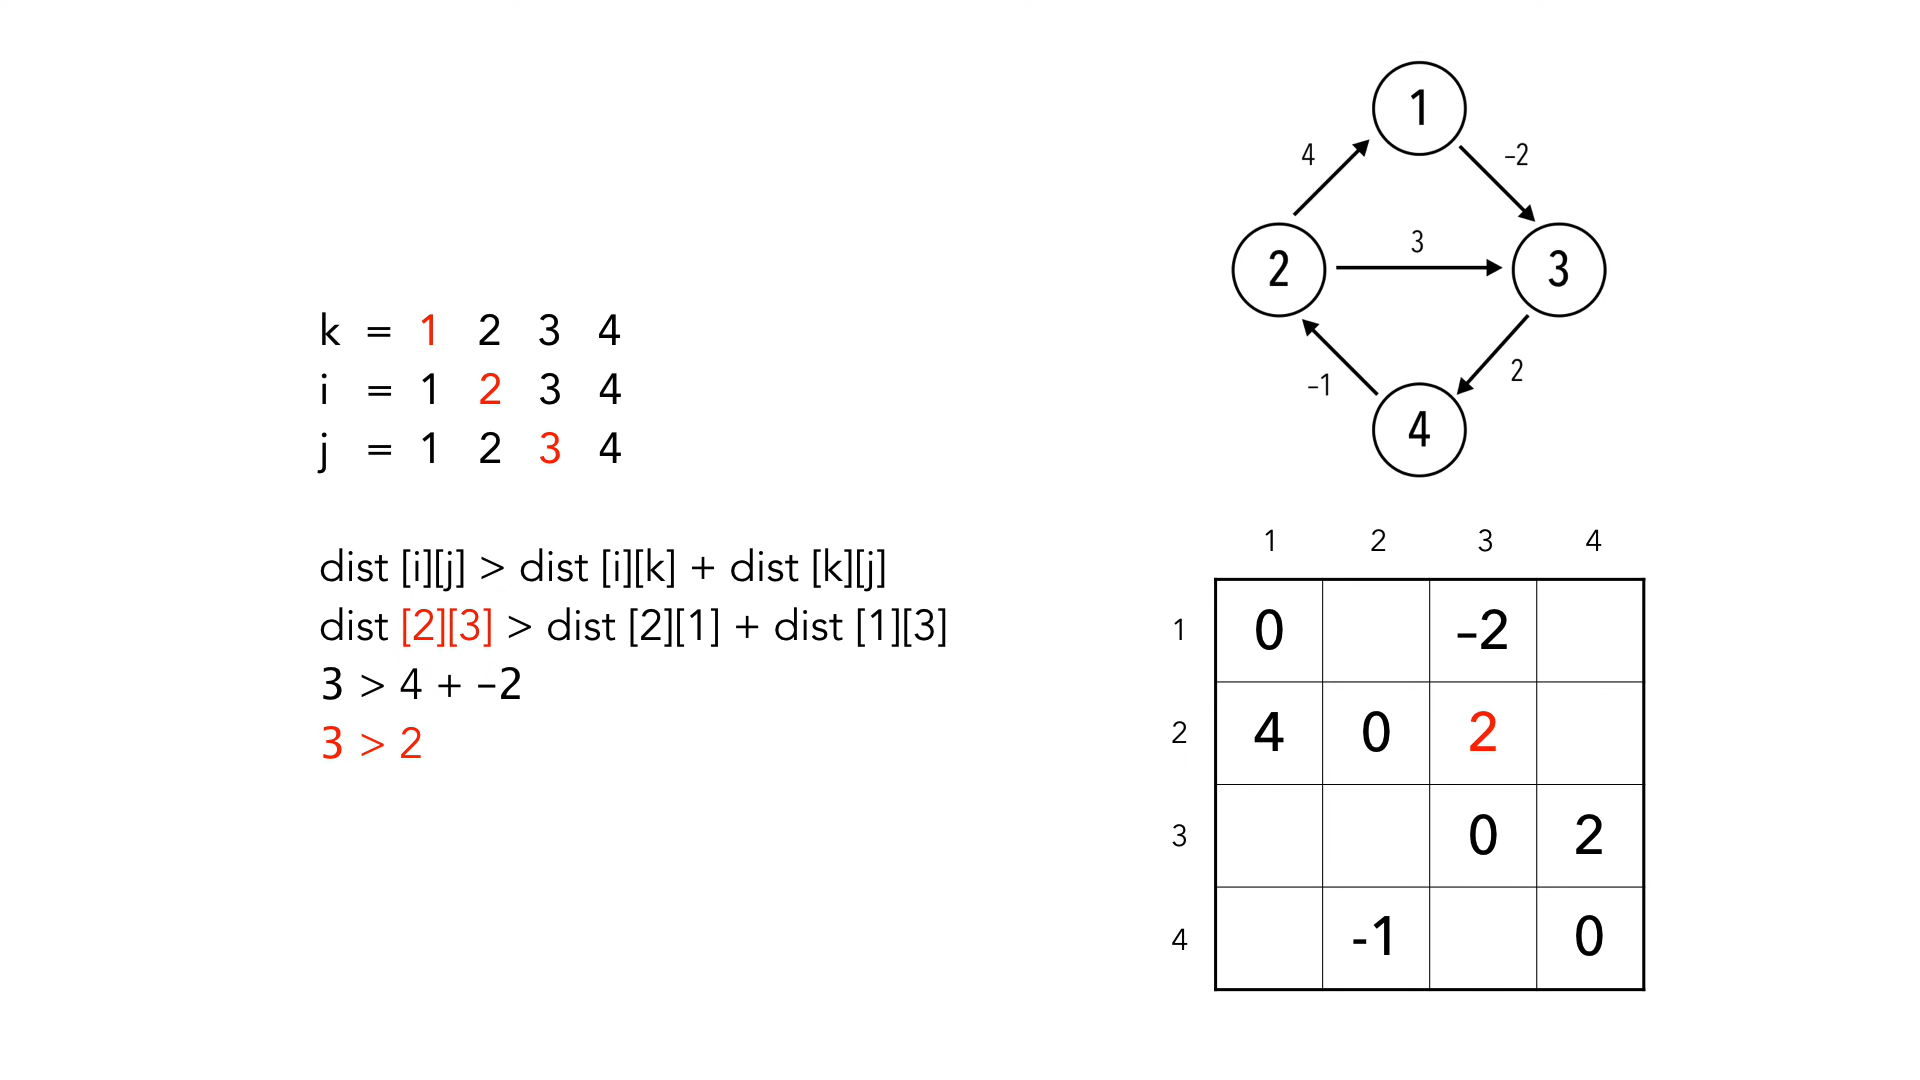 k = 1 2 3 4
i = 1 2 3 4
j = 1 2 3 4
dist [i][j] > dist [i][k] + dist [k][j]
dist [2][3] > dist [2][1] + dist [1][3]
3 > 4 + –2
3 > 2
1
4
–2
3
2
3
–1
2
4
1 2 3 4
1 0 –2
2 4 0 2
3 0 2
4 -1 0